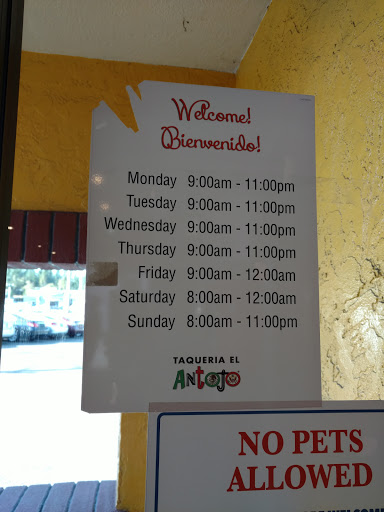 Welcome!
Bienvenido!
Monday 9:00am - 11:00pm
Tuesday 9:00am - 11:00pm
Wednesday 9:00am - 11:00pm
Thursday 9:00am - 11:00pm
Friday 9:00am - 12:00am
Saturday 8:00am - 12:00am
Sunday 8:00am - 11:00pm
TAQUERIA EL
ANTOJO
NO PETS
ALLOWED